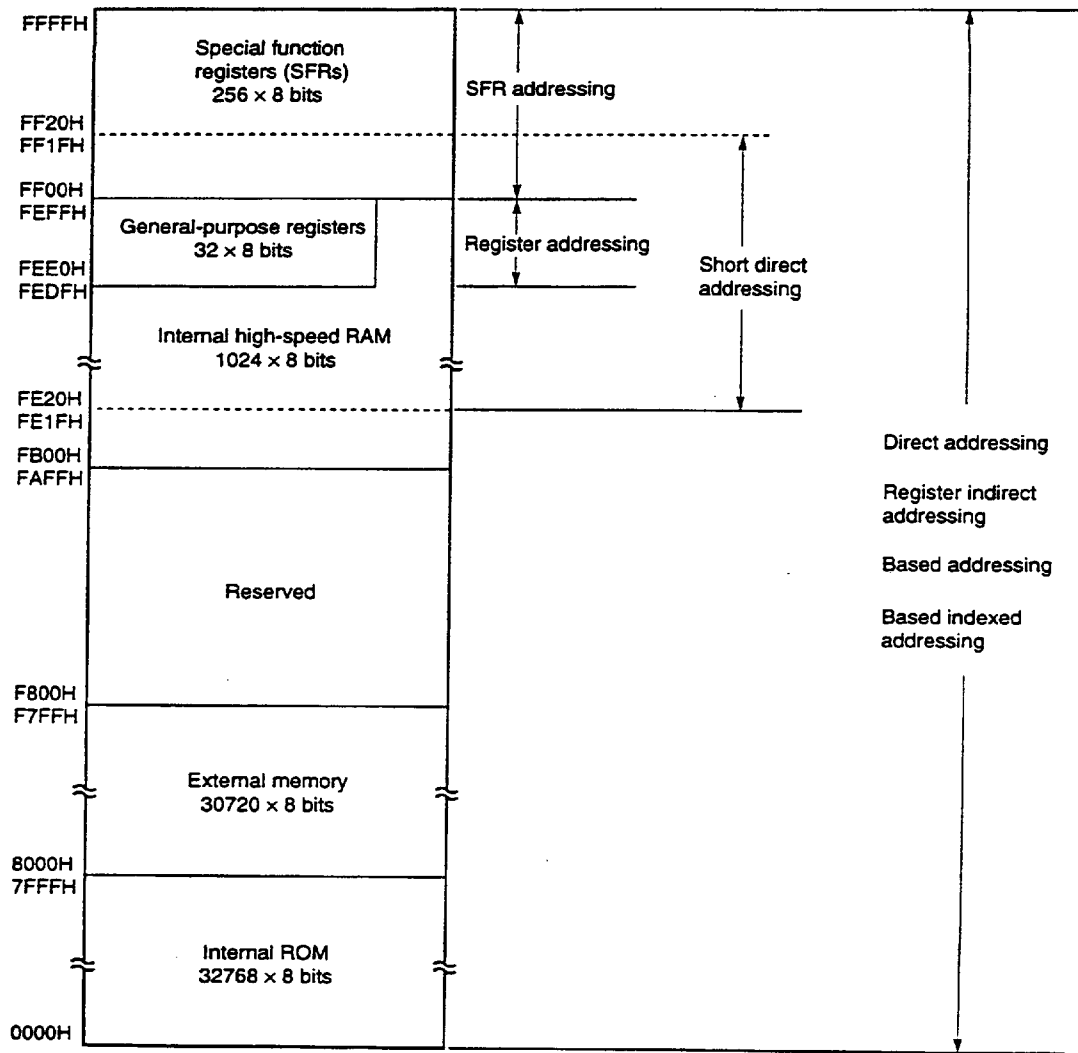 FFFFH
Special function
registers (SFRs)
256 × 8 bits
SFR addressing
FF20H
FF1FH
FF00H
FEFFH
General-purpose registers
32 × 8 bits
Register addressing
FEE0H
FEDFH
Short direct
addressing
Internal high-speed RAM
1024 × 8 bits
FE20H
FE1FH
FB00H
FAFFH
Direct addressing
Register indirect
addressing
Based addressing
Based indexed
addressing
Reserved
F800H
F7FFH
External memory
30720 × 8 bits
8000H
7FFFH
Internal ROM
32768 × 8 bits
0000H